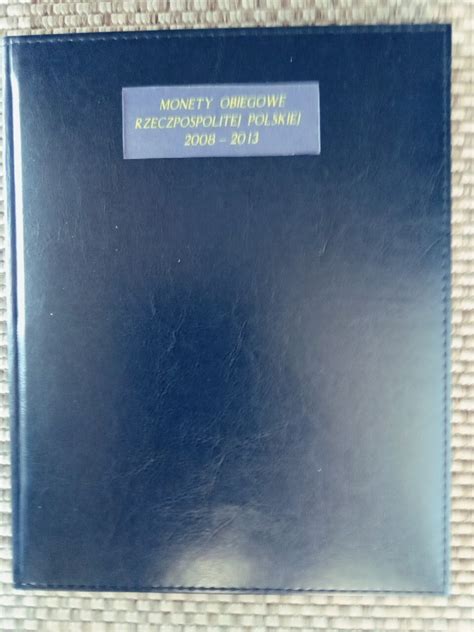 MONETY OBIEGOWE
RZECZPOSPOLITEJ POLSKIEJ
2008 – 2013